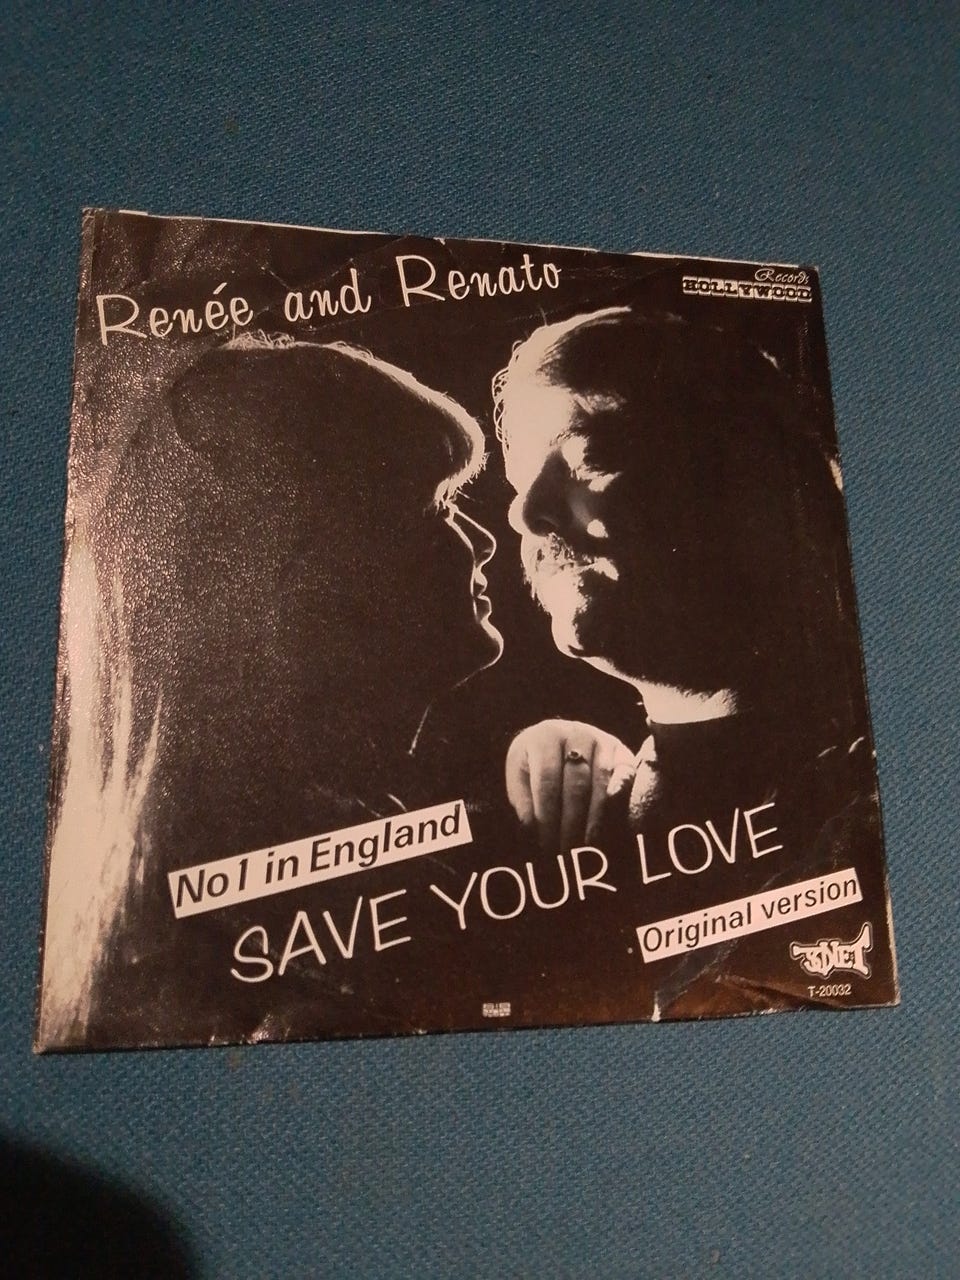 Renée and Renato
Records
HOLLYWOOD
No1 in England
SAVE YOUR LOVE
Original version
T-20032